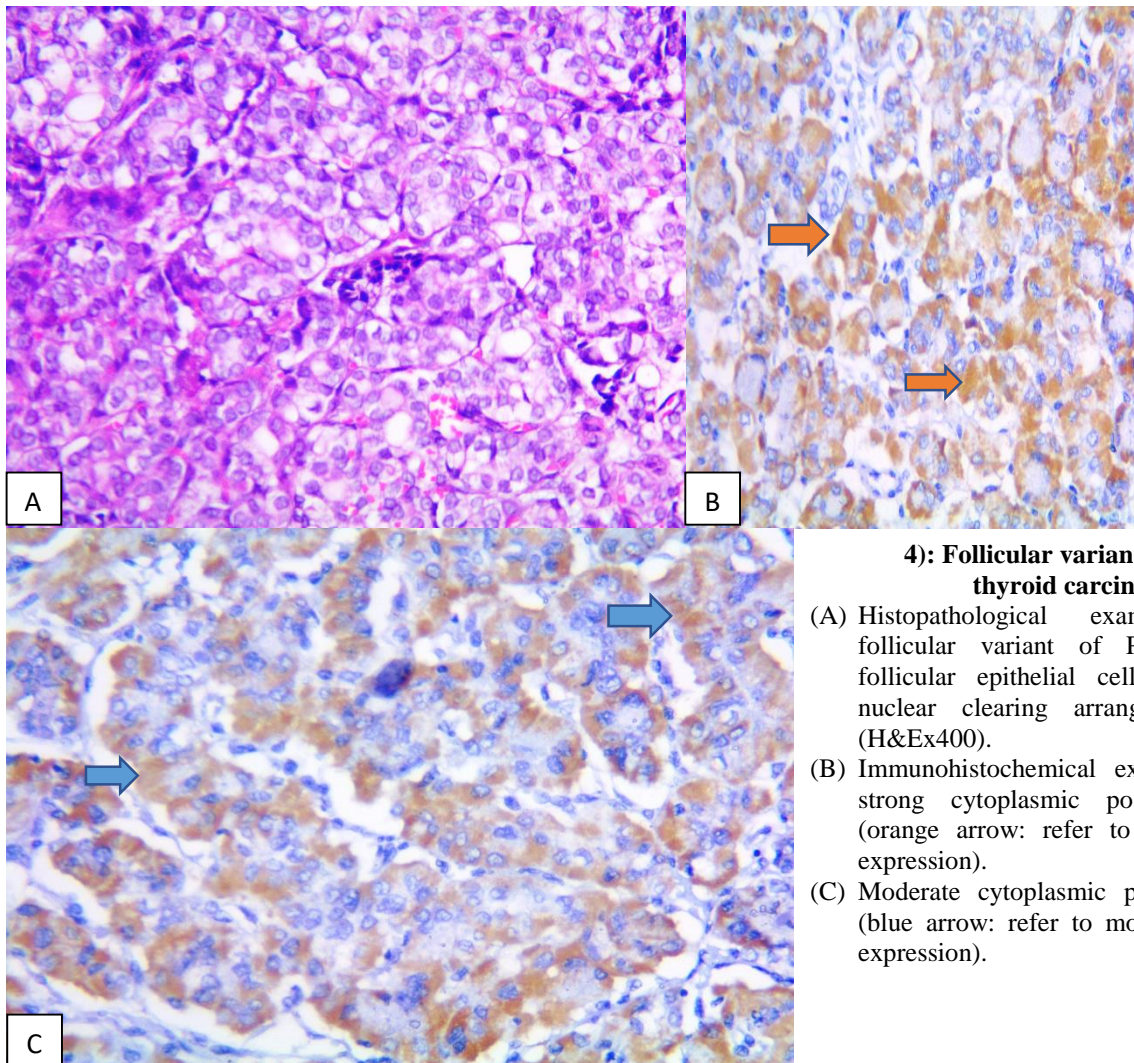 A
B
C
4): Follicular varian
thyroid carcin
(A) Histopathological exam
follicular variant of
follicular epithelial cell
nuclear clearing arrang
(H&Ex400).
(B) Immunohistochemical ex
strong cytoplasmic po
(orange arrow: refer to
expression).
(C) Moderate cytoplasmic p
(blue arrow: refer to mo
expression).